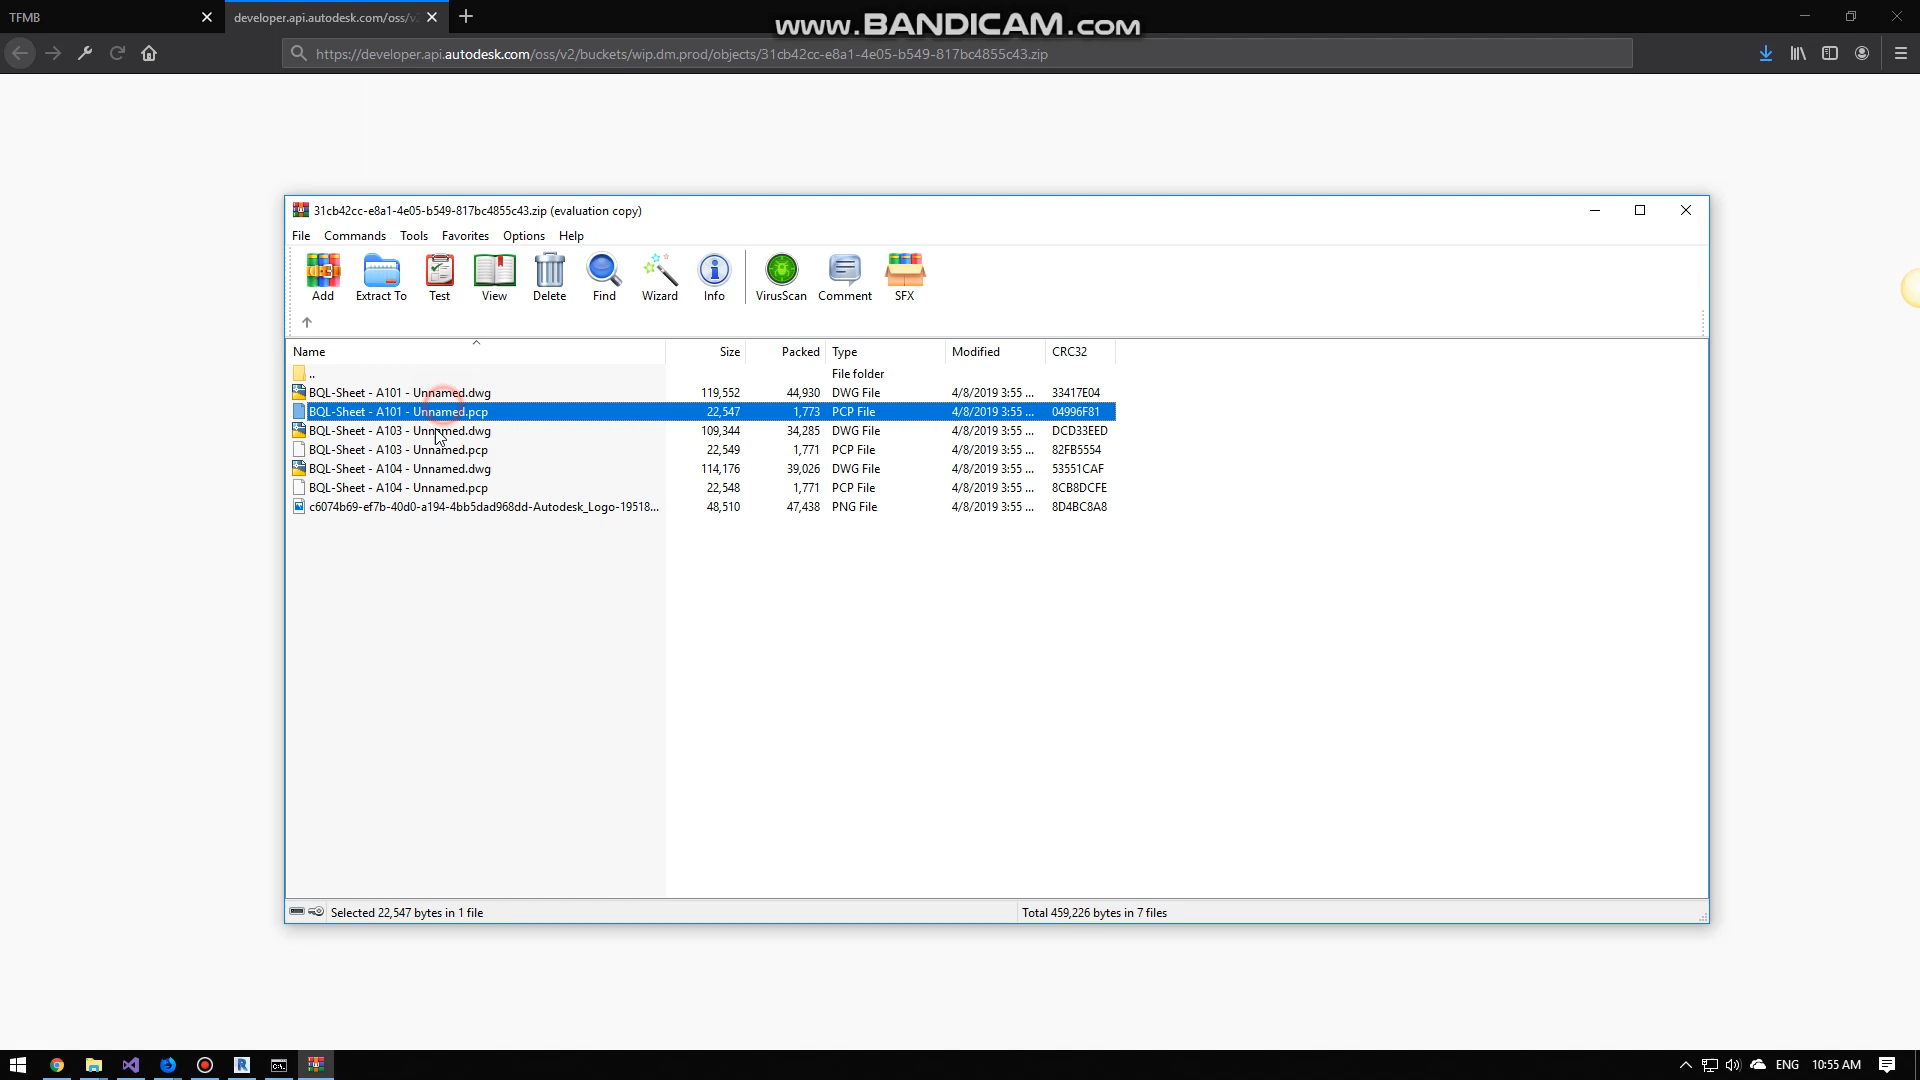 TFMB
developer.api.autodesk.com/oss/v2
www.BANDICAM.com
https://developer.api.autodesk.com/oss/v2/buckets/wip.dm.prod/objects/31cb42cc-e8a1-4e05-b549-817bc4855c43.zip
31cb42cc-e8a1-4e05-b549-817bc4855c43.zip (evaluation copy)
File Commands Tools Favorites Options Help
Add Extract To Test View Delete Find Wizard Info VirusScan Comment SFX
Name Size Packed Type Modified CRC32
.. File folder
BQL-Sheet - A101 - Unnamed.dwg 119,552 44,930 DWG File 4/8/2019 3:55 ... 33417E04
BQL-Sheet - A101 - Unnamed.pcp 22,547 1,773 PCP File 4/8/2019 3:55 ... 04996F81
BQL-Sheet - A103 - Unnamed.dwg 109,344 34,285 DWG File 4/8/2019 3:55 ... DCD33EED
BQL-Sheet - A103 - Unnamed.pcp 22,549 1,771 PCP File 4/8/2019 3:55 ... 82FB5554
BQL-Sheet - A104 - Unnamed.dwg 114,176 39,026 DWG File 4/8/2019 3:55 ... 53551CAF
BQL-Sheet - A104 - Unnamed.pcp 22,548 1,771 PCP File 4/8/2019 3:55 ... 8CB8DCFE
c6074b69-ef7b-40d0-a194-4bb5dad968dd-Autodesk_Logo-19518... 48,510 47,438 PNG File 4/8/2019 3:55 ... 8D4BC8A8
Selected 22,547 bytes in 1 file Total 459,226 bytes in 7 files
ENG 10:55 AM